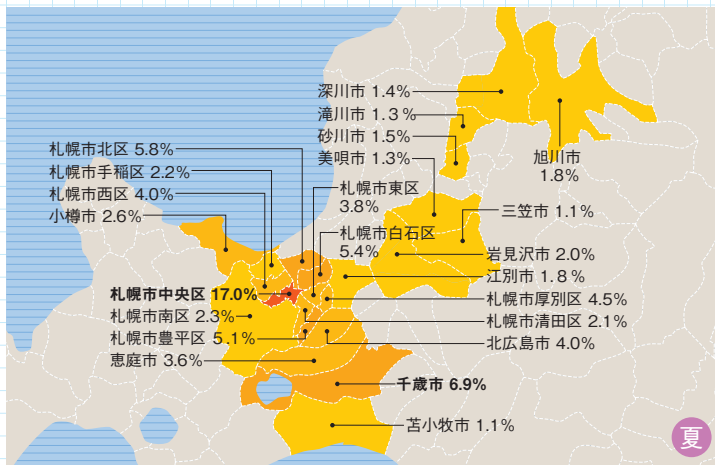 深川市 1.4%
滝川市 1.3%
砂川市 1.5%
美唄市 1.3%
旭川市
1.8%
札幌市北区 5.8%
札幌市手稲区 2.2%
札幌市西区 4.0%
小樽市 2.6%
札幌市東区
3.8%
札幌市白石区
5.4%
三笠市 1.1%
岩見沢市 2.0%
江別市 1.8%
札幌市厚別区 4.5%
札幌市清田区 2.1%
北広島市 4.0%
札幌市中央区 17.0%
札幌市南区 2.3%
札幌市豊平区 5.1%
恵庭市 3.6%
千歳市 6.9%
苫小牧市 1.1%
夏